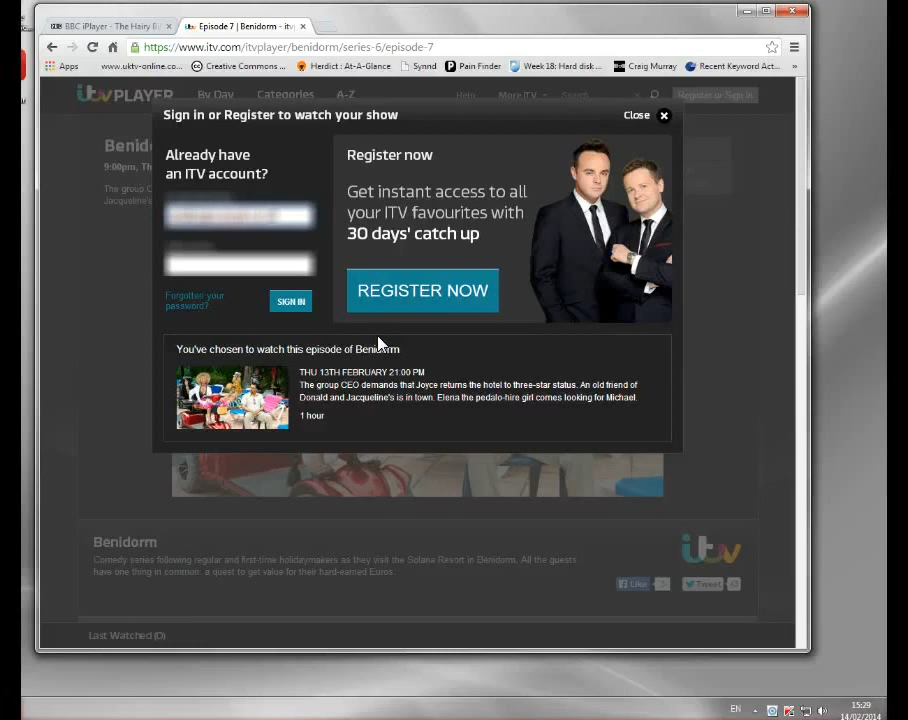 BBC iPlayer - The Hairy Bi
Episode 7 | Benidorm - itv
https://www.itv.com/itvplayer/benidorm/series-6/episode-7
Apps www.uktv-online.co... Creative Commons ... Herdict : At-A-Glance Synnd Pain Finder Week 18: Hard disk ... Craig Murray Recent Keyword Act... »
itv PLAYER By Day Categories A-Z Help More ITV Search Register or Sign In
Sign in or Register to watch your show Close
Benidorm
9:00pm, Th
The group C
Jacqueline's
Already have
an ITV account?
Forgotten your
password?
SIGN IN
Register now
Get instant access to all
your ITV favourites with
30 days' catch up
REGISTER NOW
You've chosen to watch this episode of Benidorm
THU 13TH FEBRUARY 21:00 PM
The group CEO demands that Joyce returns the hotel to three-star status. An old friend of
Donald and Jacqueline's is in town. Elena the pedalo-hire girl comes looking for Michael.
1 hour
Benidorm
Comedy series following regular and first-time holidaymakers as they visit the Solana Resort in Benidorm. All the guests
have one thing in common: a quest to get value for their hard-earned Euros.
itv
Like Tweet
Last Watched (0)
EN
15:29
14/02/2014